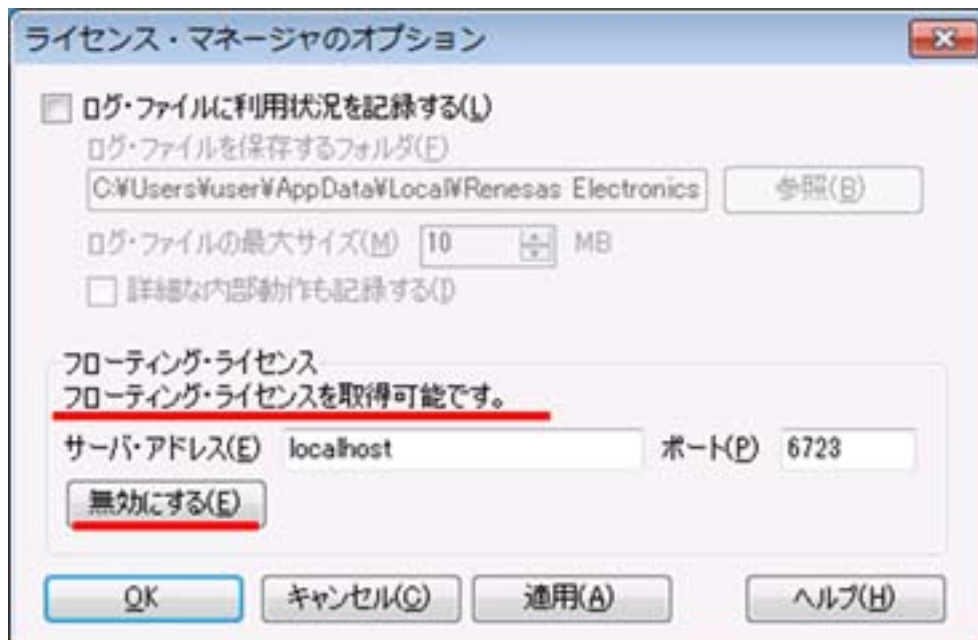 ライセンス・マネージャのオプション
ログ・ファイルに利用状況を記録する(L)
ログ・ファイルを保存するフォルダ(F)
C:¥Users¥user¥AppData¥Local¥Renesas Electronics 参照(B)
ログ・ファイルの最大サイズ(M) 10 MB
詳細な内部動作も記録する(I)
フローティング・ライセンス
フローティング・ライセンスを取得可能です。
サーバ・アドレス(E) localhost ポート(P) 6723
無効にする(E)
OK キャンセル(C) 適用(A) ヘルプ(H)